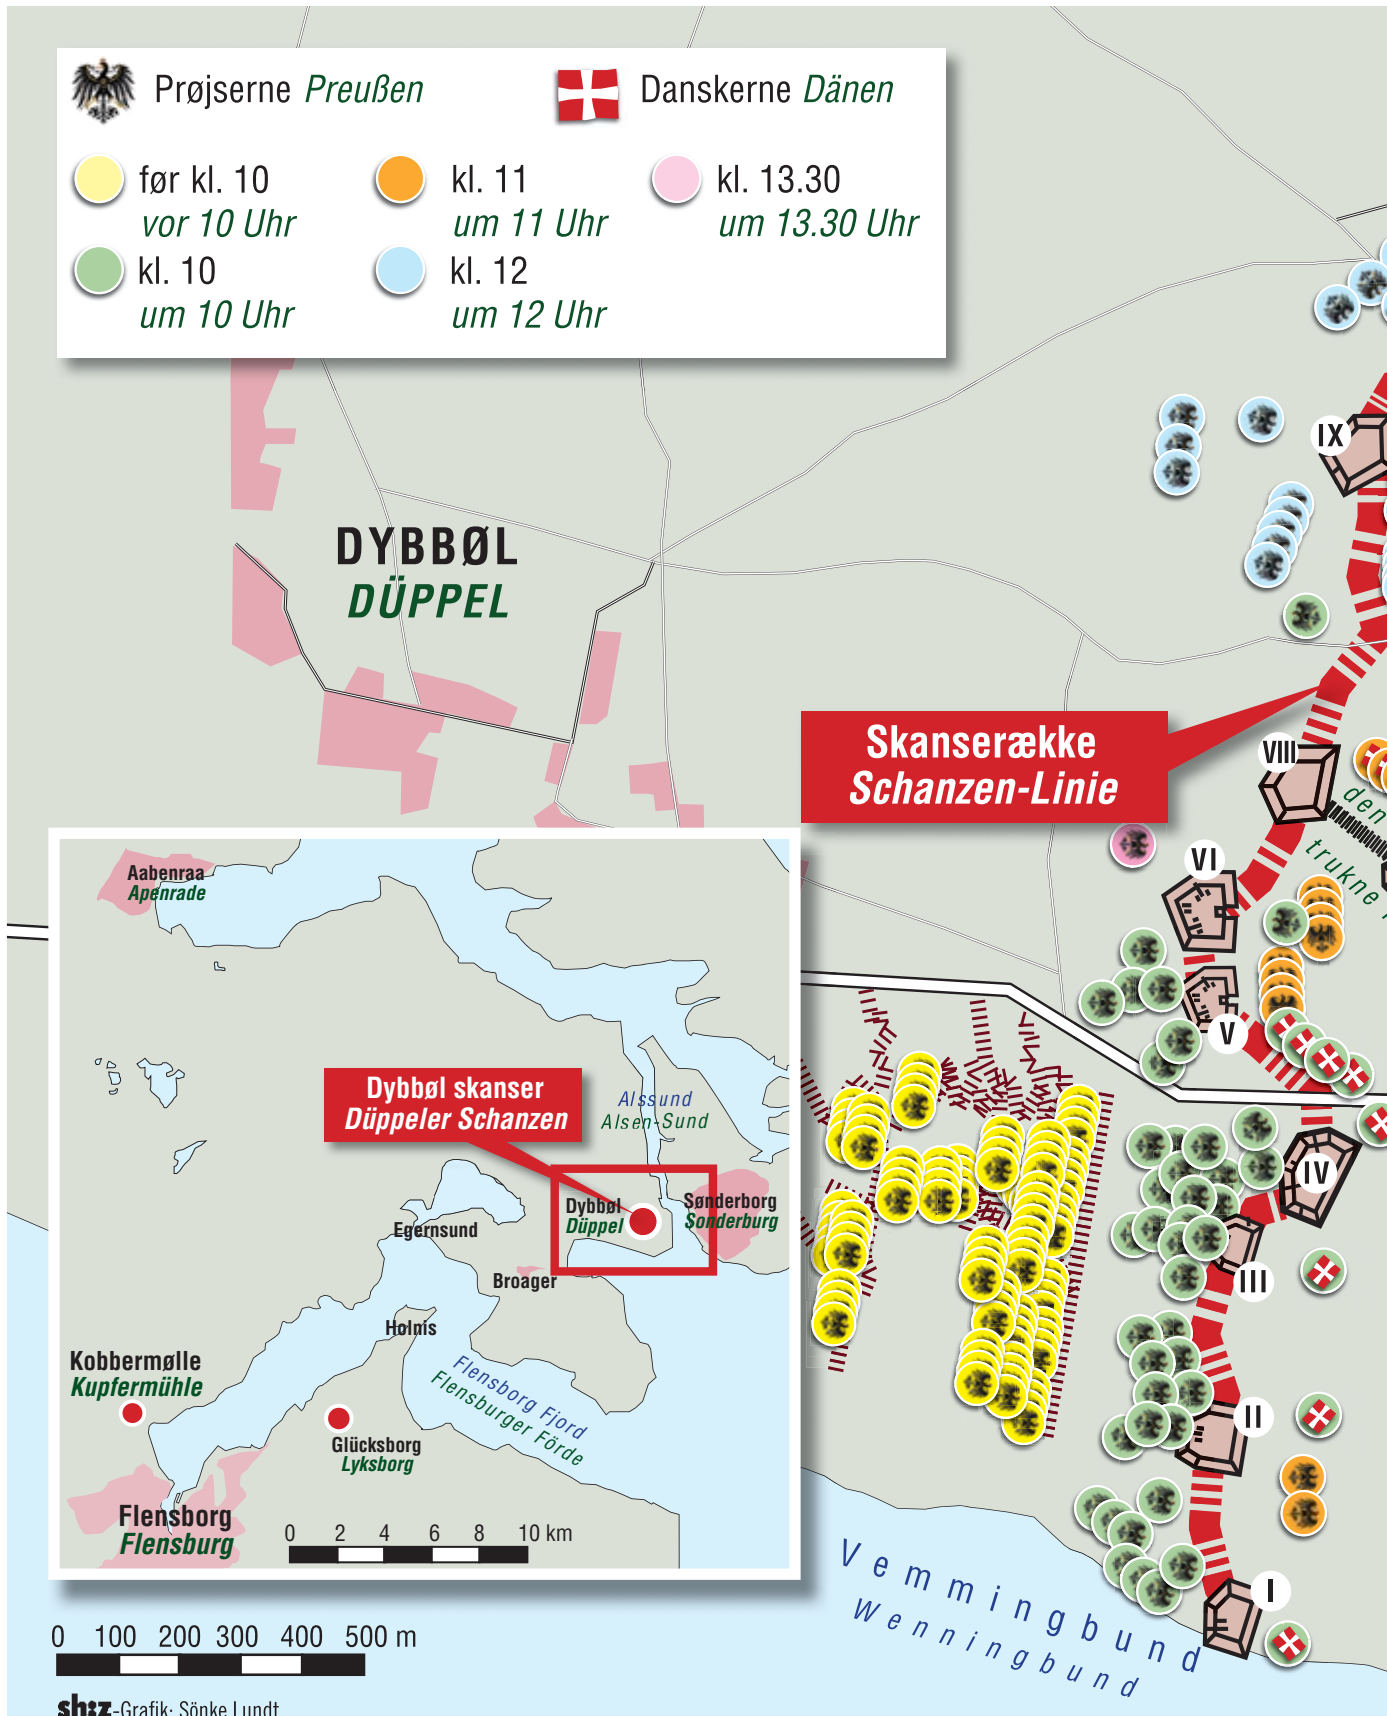 Prøjserne Preußen
Danskerne Dänen
før kl. 10
vor 10 Uhr
kl. 11
um 11 Uhr
kl. 13.30
um 13.30 Uhr
kl. 10
um 10 Uhr
kl. 12
um 12 Uhr
IX
DYBBØL
DÜPPEL
Skanserække
Schanzen-Linie
VIII
den
trukne
VI
V
IV
III
II
I
Aabenraa
Apenrade
Dybbøl skanser
Düppeler Schanzen
Alssund
Alsen-Sund
Dybbøl
Düppel
Sønderborg
Sonderburg
Egernsund
Broager
Holnis
Kobbermølle
Kupfermühle
Flensborg Fjord
Flensburger Förde
Glücksborg
Lyksborg
Flensborg
Flensburg
0 2 4 6 8 10 km
Vemmingbund
Wenningbund
0 100 200 300 400 500 m
sh:z-Grafik: Sönke Lundt